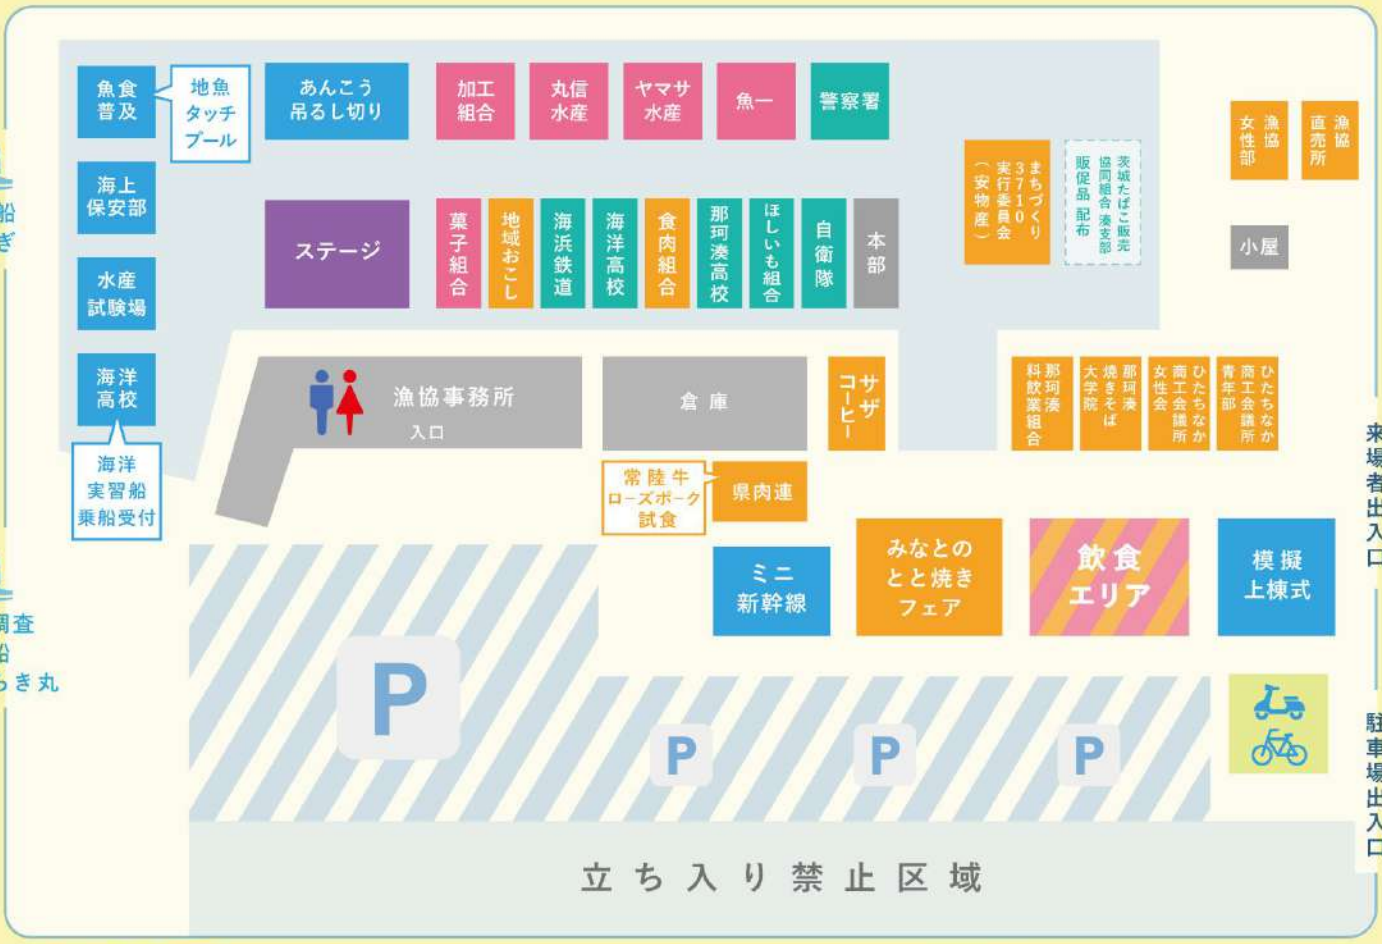 魚食
普及
地魚
タッチ
プール
あんこう
吊るし切り
加工
組合
丸信
水産
ヤマサ
水産
魚一
警察署
海上
保安部
水産
試験場
海洋
高校
海洋
実習船
乗船受付
ステージ
菓子組合
地域おこし
海浜鉄道
海洋高校
食肉組合
那珂湊高校
ほしいも組合
自衛隊
本部
まちづくり
3710
実行委員会
(安物産)
茨城たばこ販売
協同組合 湊支部
販促品 配布
漁協
女性部
漁協
直売所
小屋
漁協事務所
入口
倉庫
サザ
コーヒー
那珂湊
料飲業組合
那珂湊
焼きそば
大学院
ひたちなか
商工会議所
女性会
ひたちなか
商工会議所
青年部
常陸牛
ローズポーク
試食
県肉連
ミニ
新幹線
みなとの
とと焼き
フェア
飲食
エリア
模擬
上棟式
来場者出入口
駐車場出入口
P
P
P
P
立ち入り禁止区域
船
ぎ
調査
船
らき丸